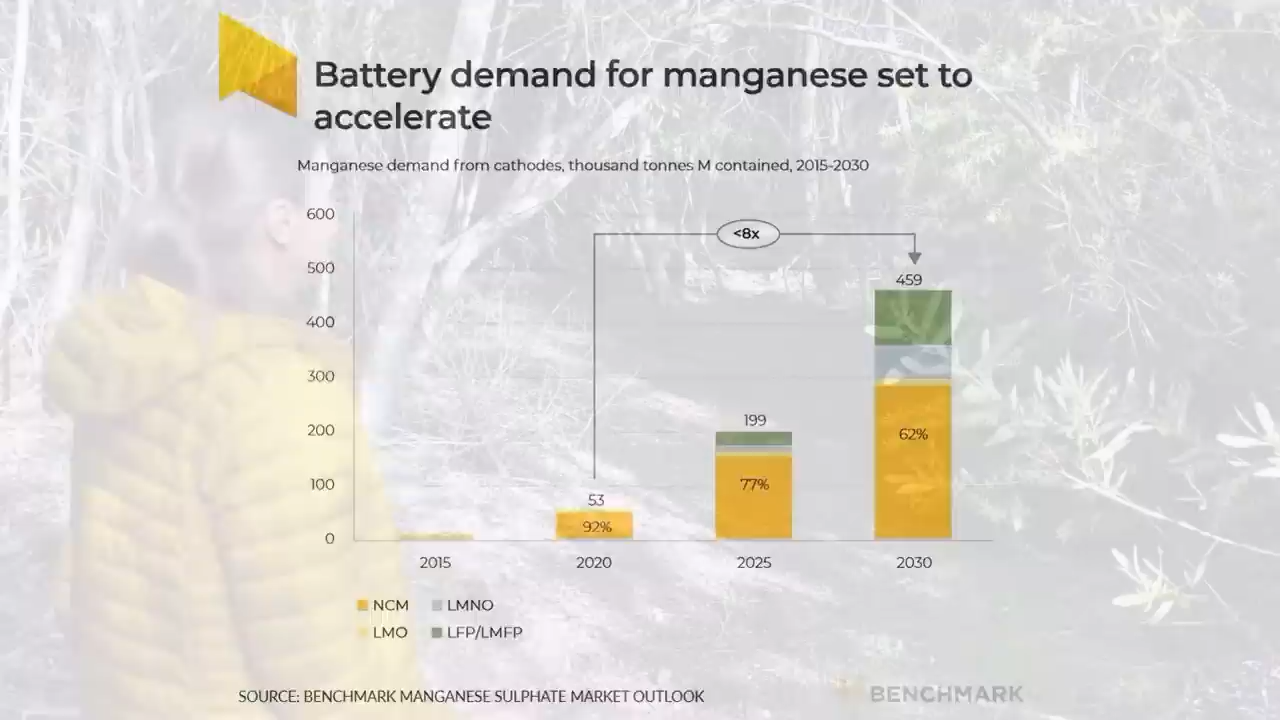 Battery demand for manganese set to
accelerate
Manganese demand from cathodes, thousand tonnes M contained, 2015-2030
600
500
400
300
200
100
0
<8x
459
62%
199
77%
53
92%
2015
2020
2025
2030
NCM
LMNO
LMO
LFP/LMFP
SOURCE: BENCHMARK MANGANESE SULPHATE MARKET OUTLOOK
BENCHMARK